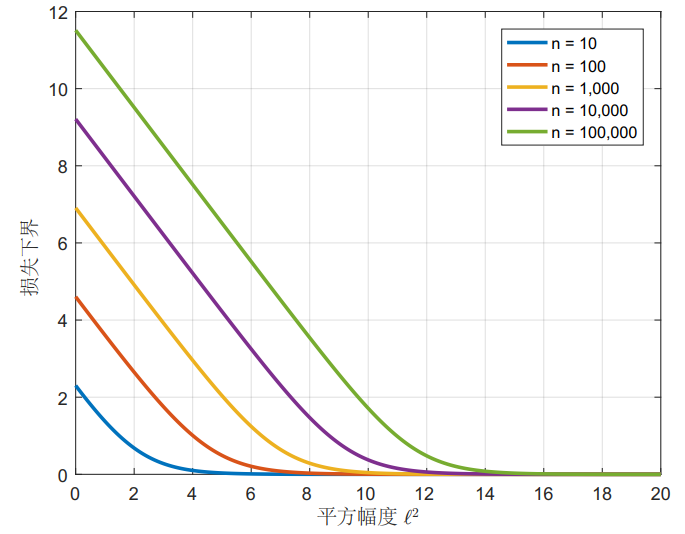 12
10
8
6
4
2
0
损失下界
n = 10
n = 100
n = 1,000
n = 10,000
n = 100,000
0 2 4 6 8 10 12 14 16 18 20
平方幅度 ℓ²